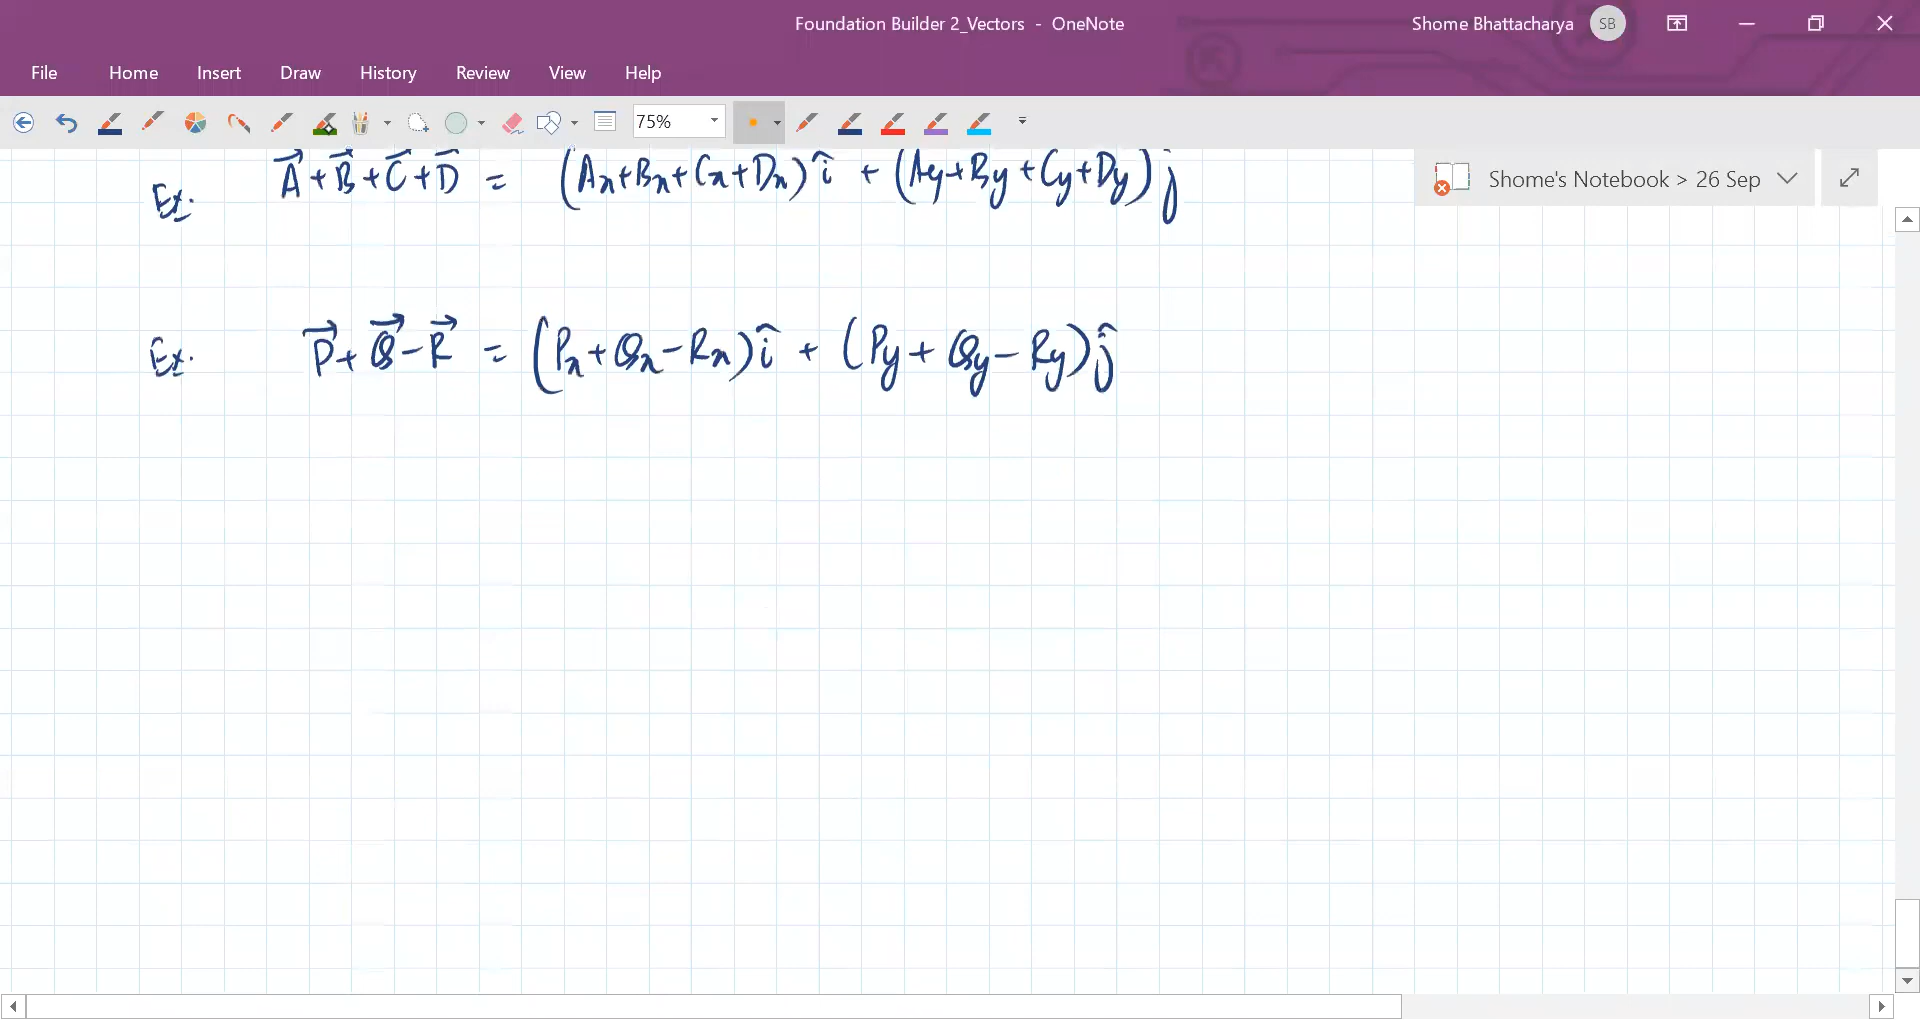 Foundation Builder 2_Vectors - OneNote
Shome Bhattacharya SB
File Home Insert Draw History Review View Help
75%
Shome's Notebook > 26 Sep
Ex. A⃗ + B⃗ + C⃗ + D⃗ = (Ax+Bx+Cx+Dx) î + (Ay+By+Cy+Dy) ĵ
Ex. P⃗ + Q⃗ - R⃗ = (Px+Qx-Rx) î + (Py+Qy-Ry) ĵ